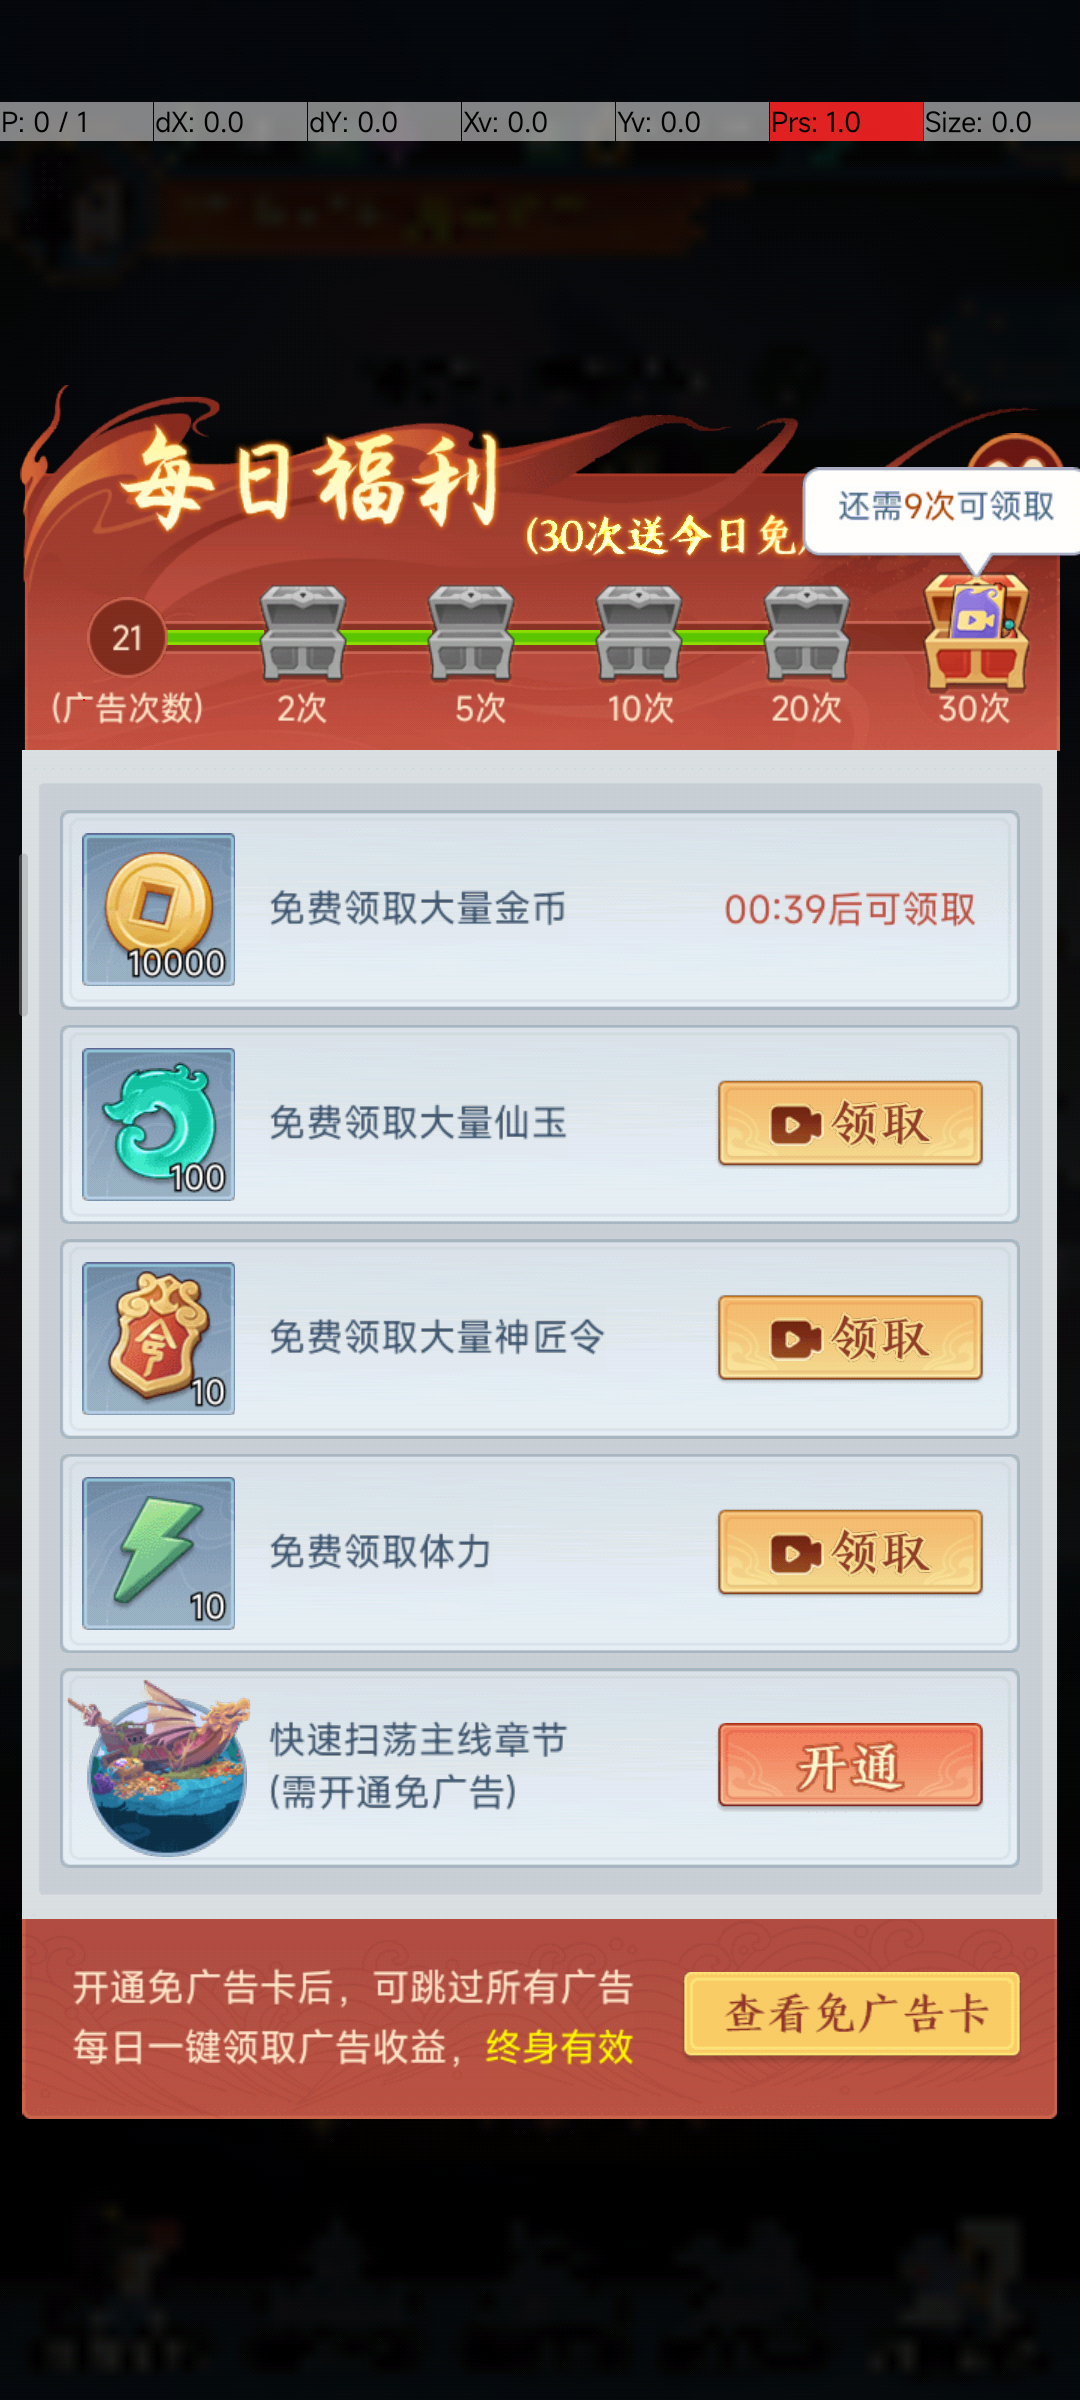 P: 0 / 1
dX: 0.0
dY: 0.0
Xv: 0.0
Yv: 0.0
Prs: 1.0
Size: 0.0
每日福利
(30次送今日免
还需9次可领取
21
(广告次数)
2次
5次
10次
20次
30次
10000
免费领取大量金币
00:39后可领取
100
免费领取大量仙玉
领取
令
10
免费领取大量神匠令
领取
10
免费领取体力
领取
快速扫荡主线章节
(需开通免广告)
开通
开通免广告卡后，可跳过所有广告
每日一键领取广告收益，终身有效
查看免广告卡